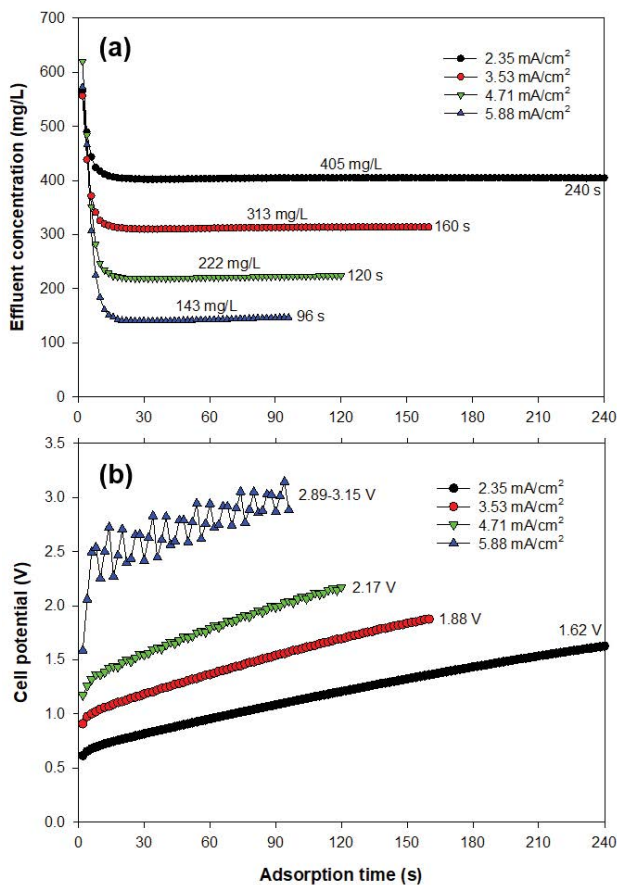 (a)
2.35 mA/cm²
3.53 mA/cm²
4.71 mA/cm²
5.88 mA/cm²
Effluent concentration (mg/L)
700
600
500
400
300
200
100
0
405 mg/L
240 s
313 mg/L
160 s
222 mg/L
120 s
143 mg/L
96 s
0 30 60 90 120 150 180 210 240
(b)
2.35 mA/cm²
3.53 mA/cm²
4.71 mA/cm²
5.88 mA/cm²
Cell potential (V)
3.5
3.0
2.5
2.0
1.5
1.0
0.5
0.0
2.89-3.15 V
2.17 V
1.88 V
1.62 V
0 30 60 90 120 150 180 210 240
Adsorption time (s)